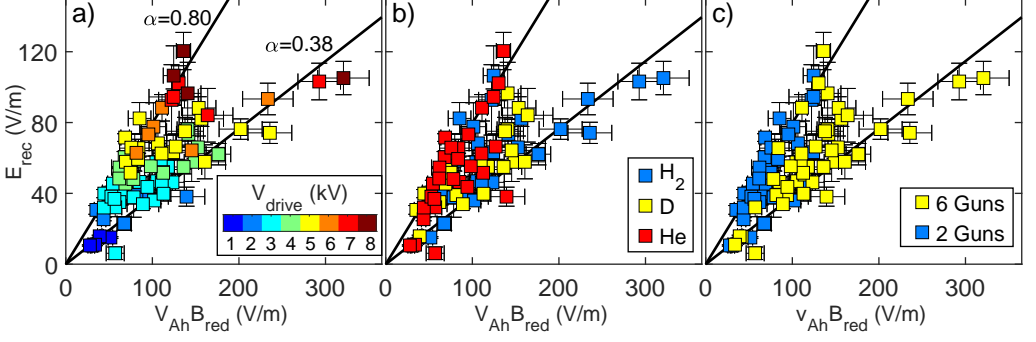 a)
α=0.80
α=0.38
b)
c)
E_rec (V/m)
120
80
40
0
V_drive (kV)
1 2 3 4 5 6 7 8
H_2
D
He
6 Guns
2 Guns
0 100 200 300
0 100 200 300
0 100 200 300
V_Ah B_red (V/m)
V_Ah B_red (V/m)
v_Ah B_red (V/m)